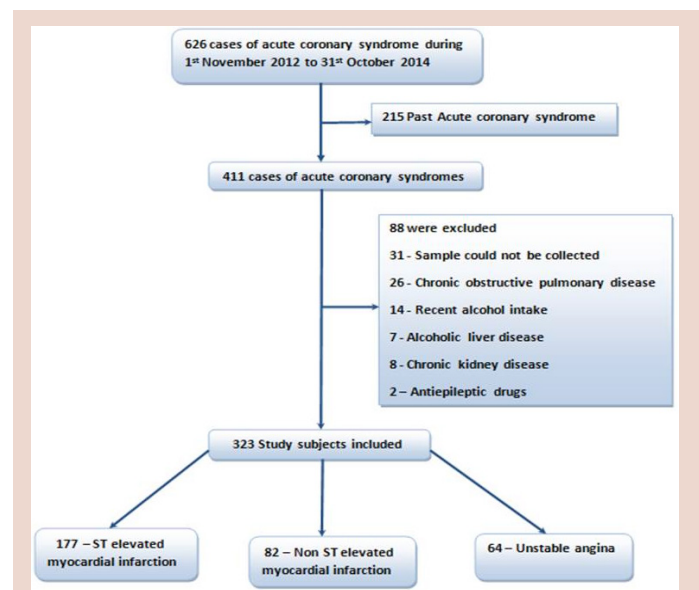 626 cases of acute coronary syndrome during
1st November 2012 to 31st October 2014
215 Past Acute coronary syndrome
411 cases of acute coronary syndromes
88 were excluded
31 - Sample could not be collected
26 - Chronic obstructive pulmonary disease
14 - Recent alcohol intake
7 - Alcoholic liver disease
8 - Chronic kidney disease
2 – Antiepileptic drugs
323 Study subjects included
177 – ST elevated
myocardial infarction
82 – Non ST elevated
myocardial infarction
64 – Unstable angina